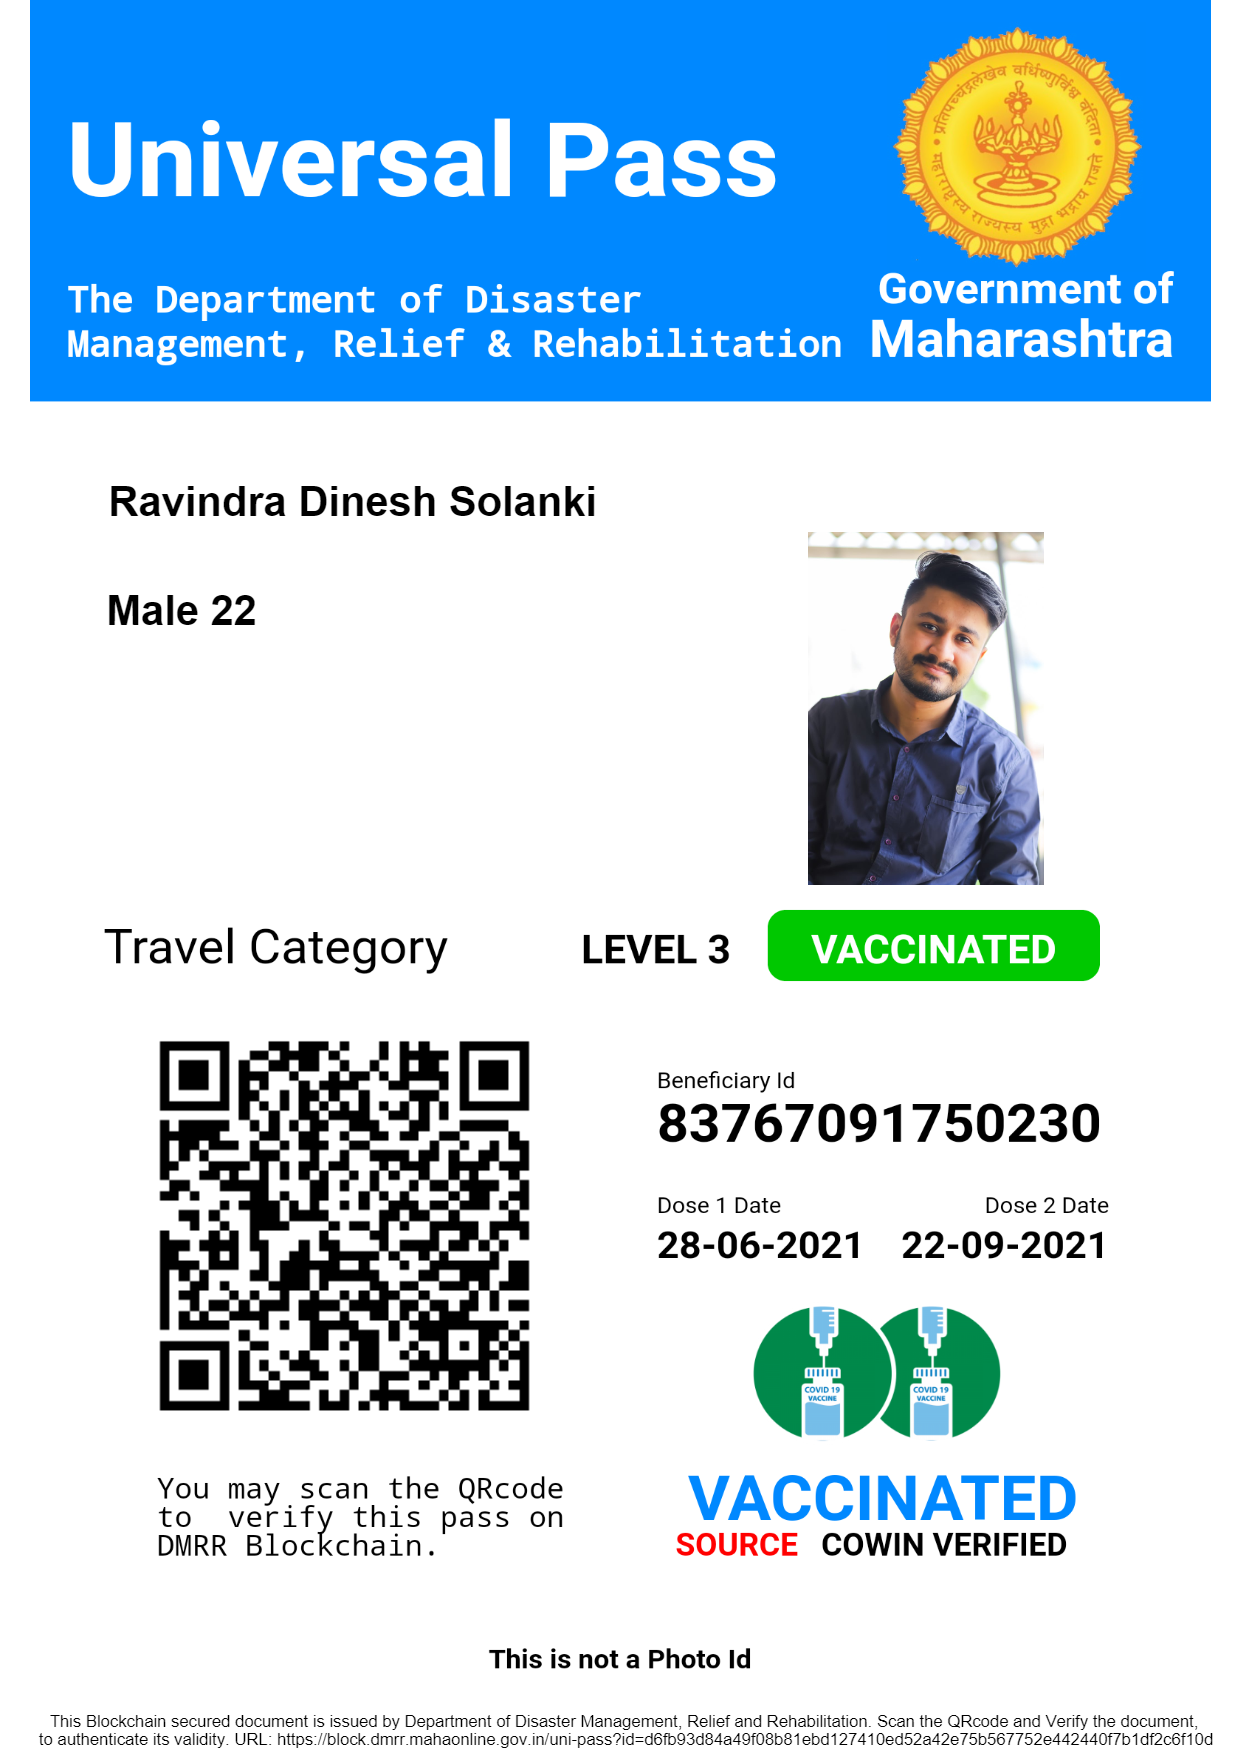 Universal Pass
प्रतिपच्चंद्रलेखेव वर्धिष्णुर्विश्व वंदिता
महाराष्ट्रस्य राज्यस्य मुद्रा भद्राय राजते
The Department of Disaster
Management, Relief & Rehabilitation
Government of
Maharashtra
Ravindra Dinesh Solanki
Male 22
Travel Category LEVEL 3 VACCINATED
Beneficiary Id
83767091750230
Dose 1 Date Dose 2 Date
28-06-2021 22-09-2021
COVID 19 VACCINE
COVID 19 VACCINE
You may scan the QRcode
to verify this pass on
DMRR Blockchain.
VACCINATED
SOURCE COWIN VERIFIED
This is not a Photo Id
This Blockchain secured document is issued by Department of Disaster Management, Relief and Rehabilitation. Scan the QRcode and Verify the document,
to authenticate its validity. URL: https://block.dmrr.mahaonline.gov.in/uni-pass?id=d6fb93d84a49f08b81ebd127410ed52a42e75b567752e442440f7b1df2c6f10d